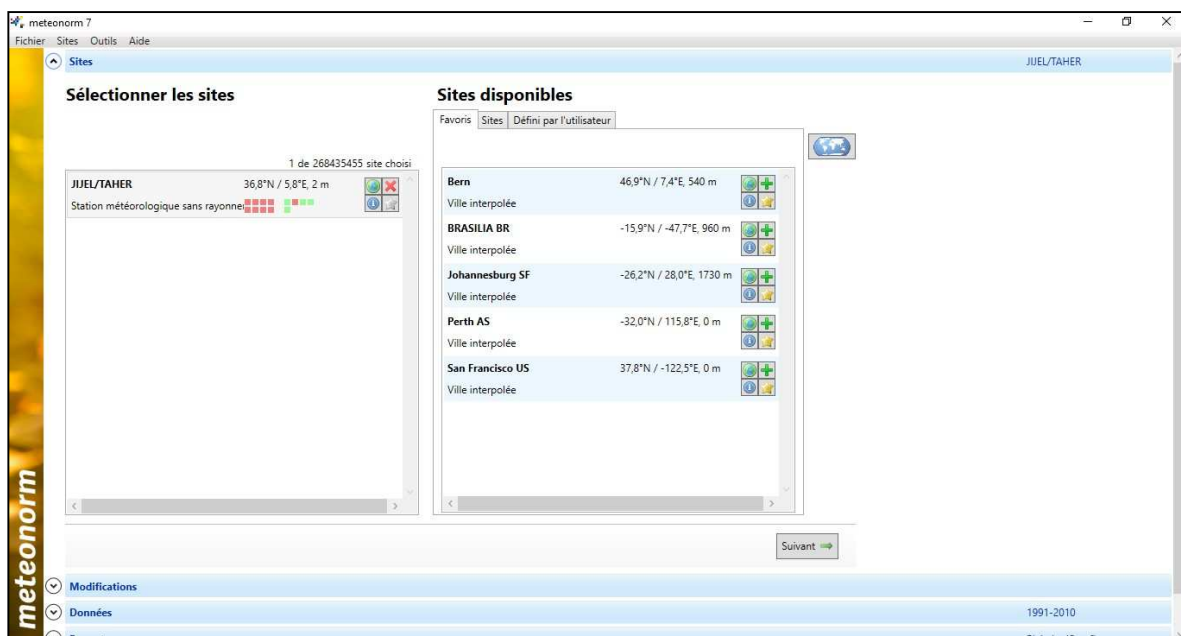 meteonorm 7
Fichier Sites Outils Aide
Sites JIJEL/TAHER
Sélectionner les sites
1 de 268435455 site choisi
JIJEL/TAHER 36,8°N / 5,8°E, 2 m
Station météorologique sans
Sites disponibles
Favoris Sites Défini par l'utilisateur
Bern 46,9°N / 7,4°E, 540 m
Ville interpolée
BRASILIA BR -15,9°N / -47,7°E, 960 m
Ville interpolée
Johannesburg SF -26,2°N / 28,0°E, 1730 m
Ville interpolée
Perth AS -32,0°N / 115,8°E, 0 m
Ville interpolée
San Francisco US 37,8°N / -122,5°E, 0 m
Ville interpolée
Suivant
Modifications
Données 1991-2010
meteonorm